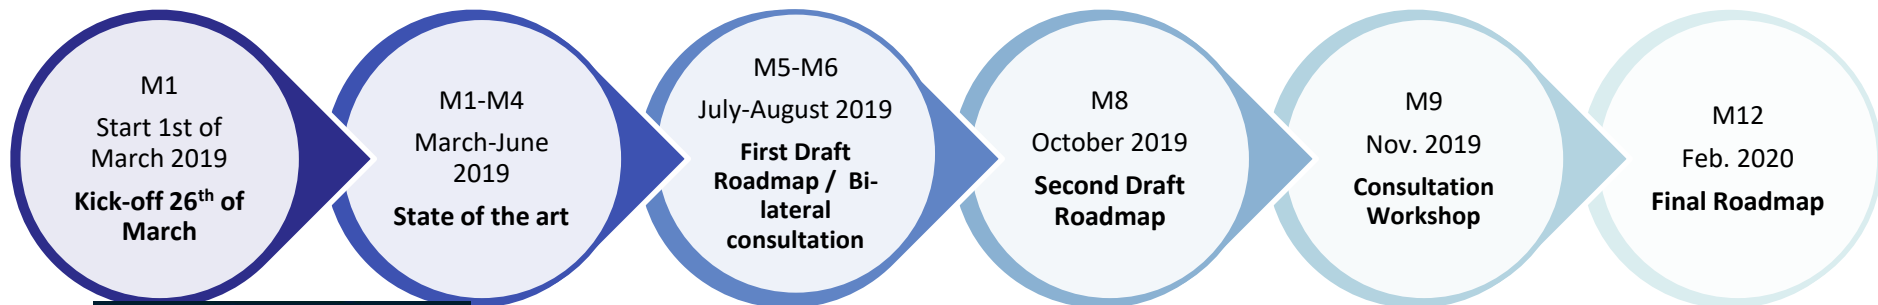 M1
Start 1st of
March 2019
Kick-off 26th of
March
M1-M4
March-June
2019
State of the art
M5-M6
July-August 2019
First Draft
Roadmap /  Bi-
lateral
consultation
M8
October 2019
Second Draft
Roadmap
M9
Nov. 2019
Consultation
Workshop
M12
Feb. 2020
Final Roadmap